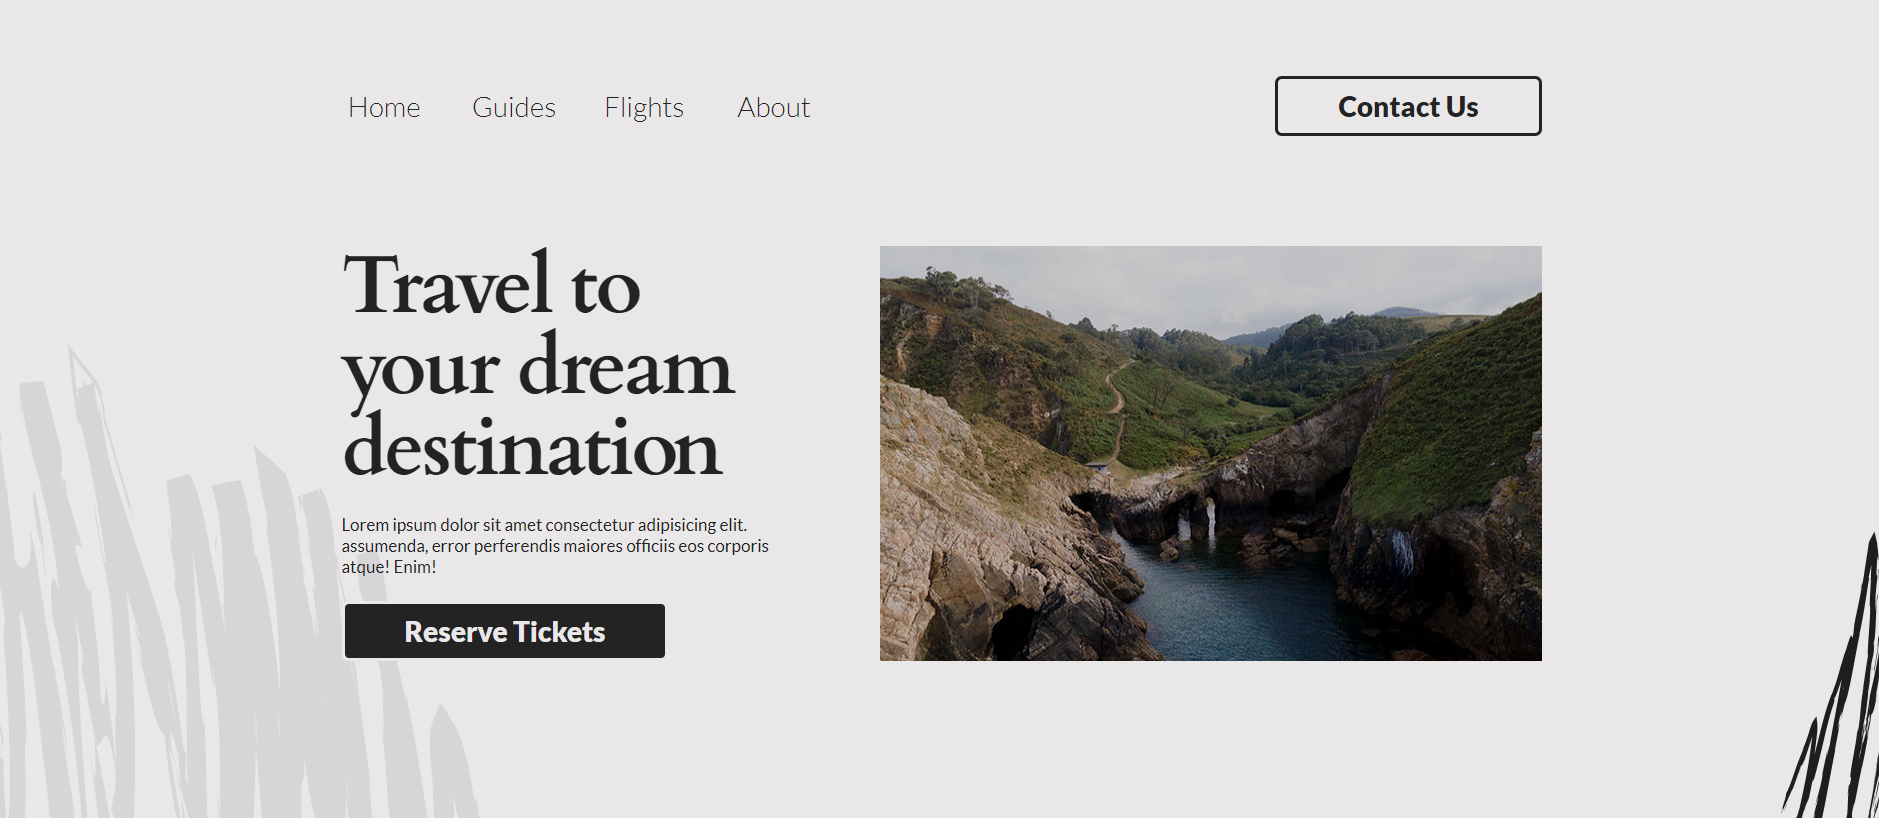 Home Guides Flights About Contact Us
Travel to
your dream
destination
Lorem ipsum dolor sit amet consectetur adipisicing elit.
assumenda, error perferendis maiores officiis eos corporis
atque! Enim!
Reserve Tickets